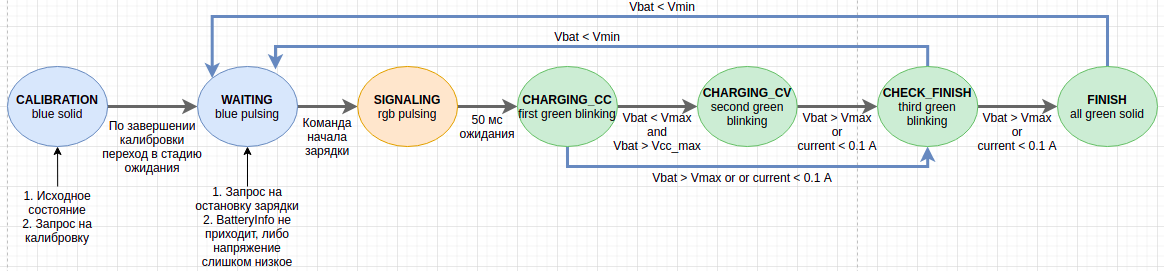 Vbat < Vmin
Vbat < Vmin
CALIBRATION
blue solid
WAITING
blue pulsing
SIGNALING
rgb pulsing
CHARGING_CC
first green blinking
CHARGING_CV
second green
blinking
CHECK_FINISH
third green
blinking
FINISH
all green solid
По завершении
калибровки
переход в стадию
ожидания
Команда
начала
зарядки
50 мс
ожидания
Vbat < Vmax
and
Vbat > Vcc_max
Vbat > Vmax
or
current < 0.1 A
Vbat > Vmax
or
current < 0.1 A
Vbat > Vmax or or current < 0.1 A
1. Исходное
состояние
2. Запрос на
калибровку
1. Запрос на
остановку зарядки
2. BatteryInfo не
приходит, либо
напряжение
слишком низкое